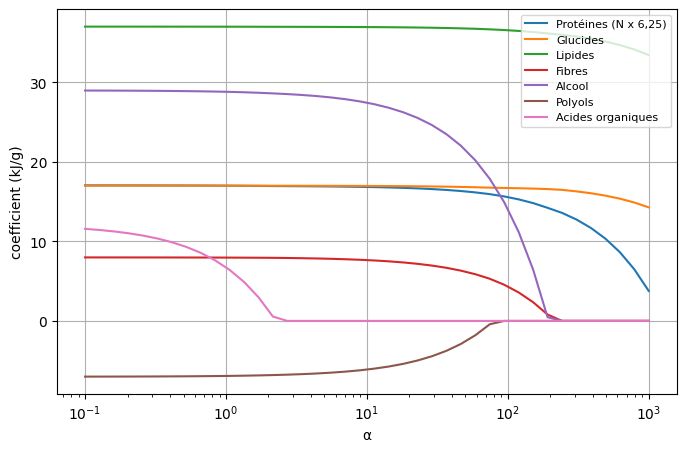 Protéines (N x 6,25)
Glucides
Lipides
Fibres
Alcool
Polyols
Acides organiques
coefficient (kJ/g)
30
20
10
0
10⁻¹
10⁰
10¹
10²
10³
α